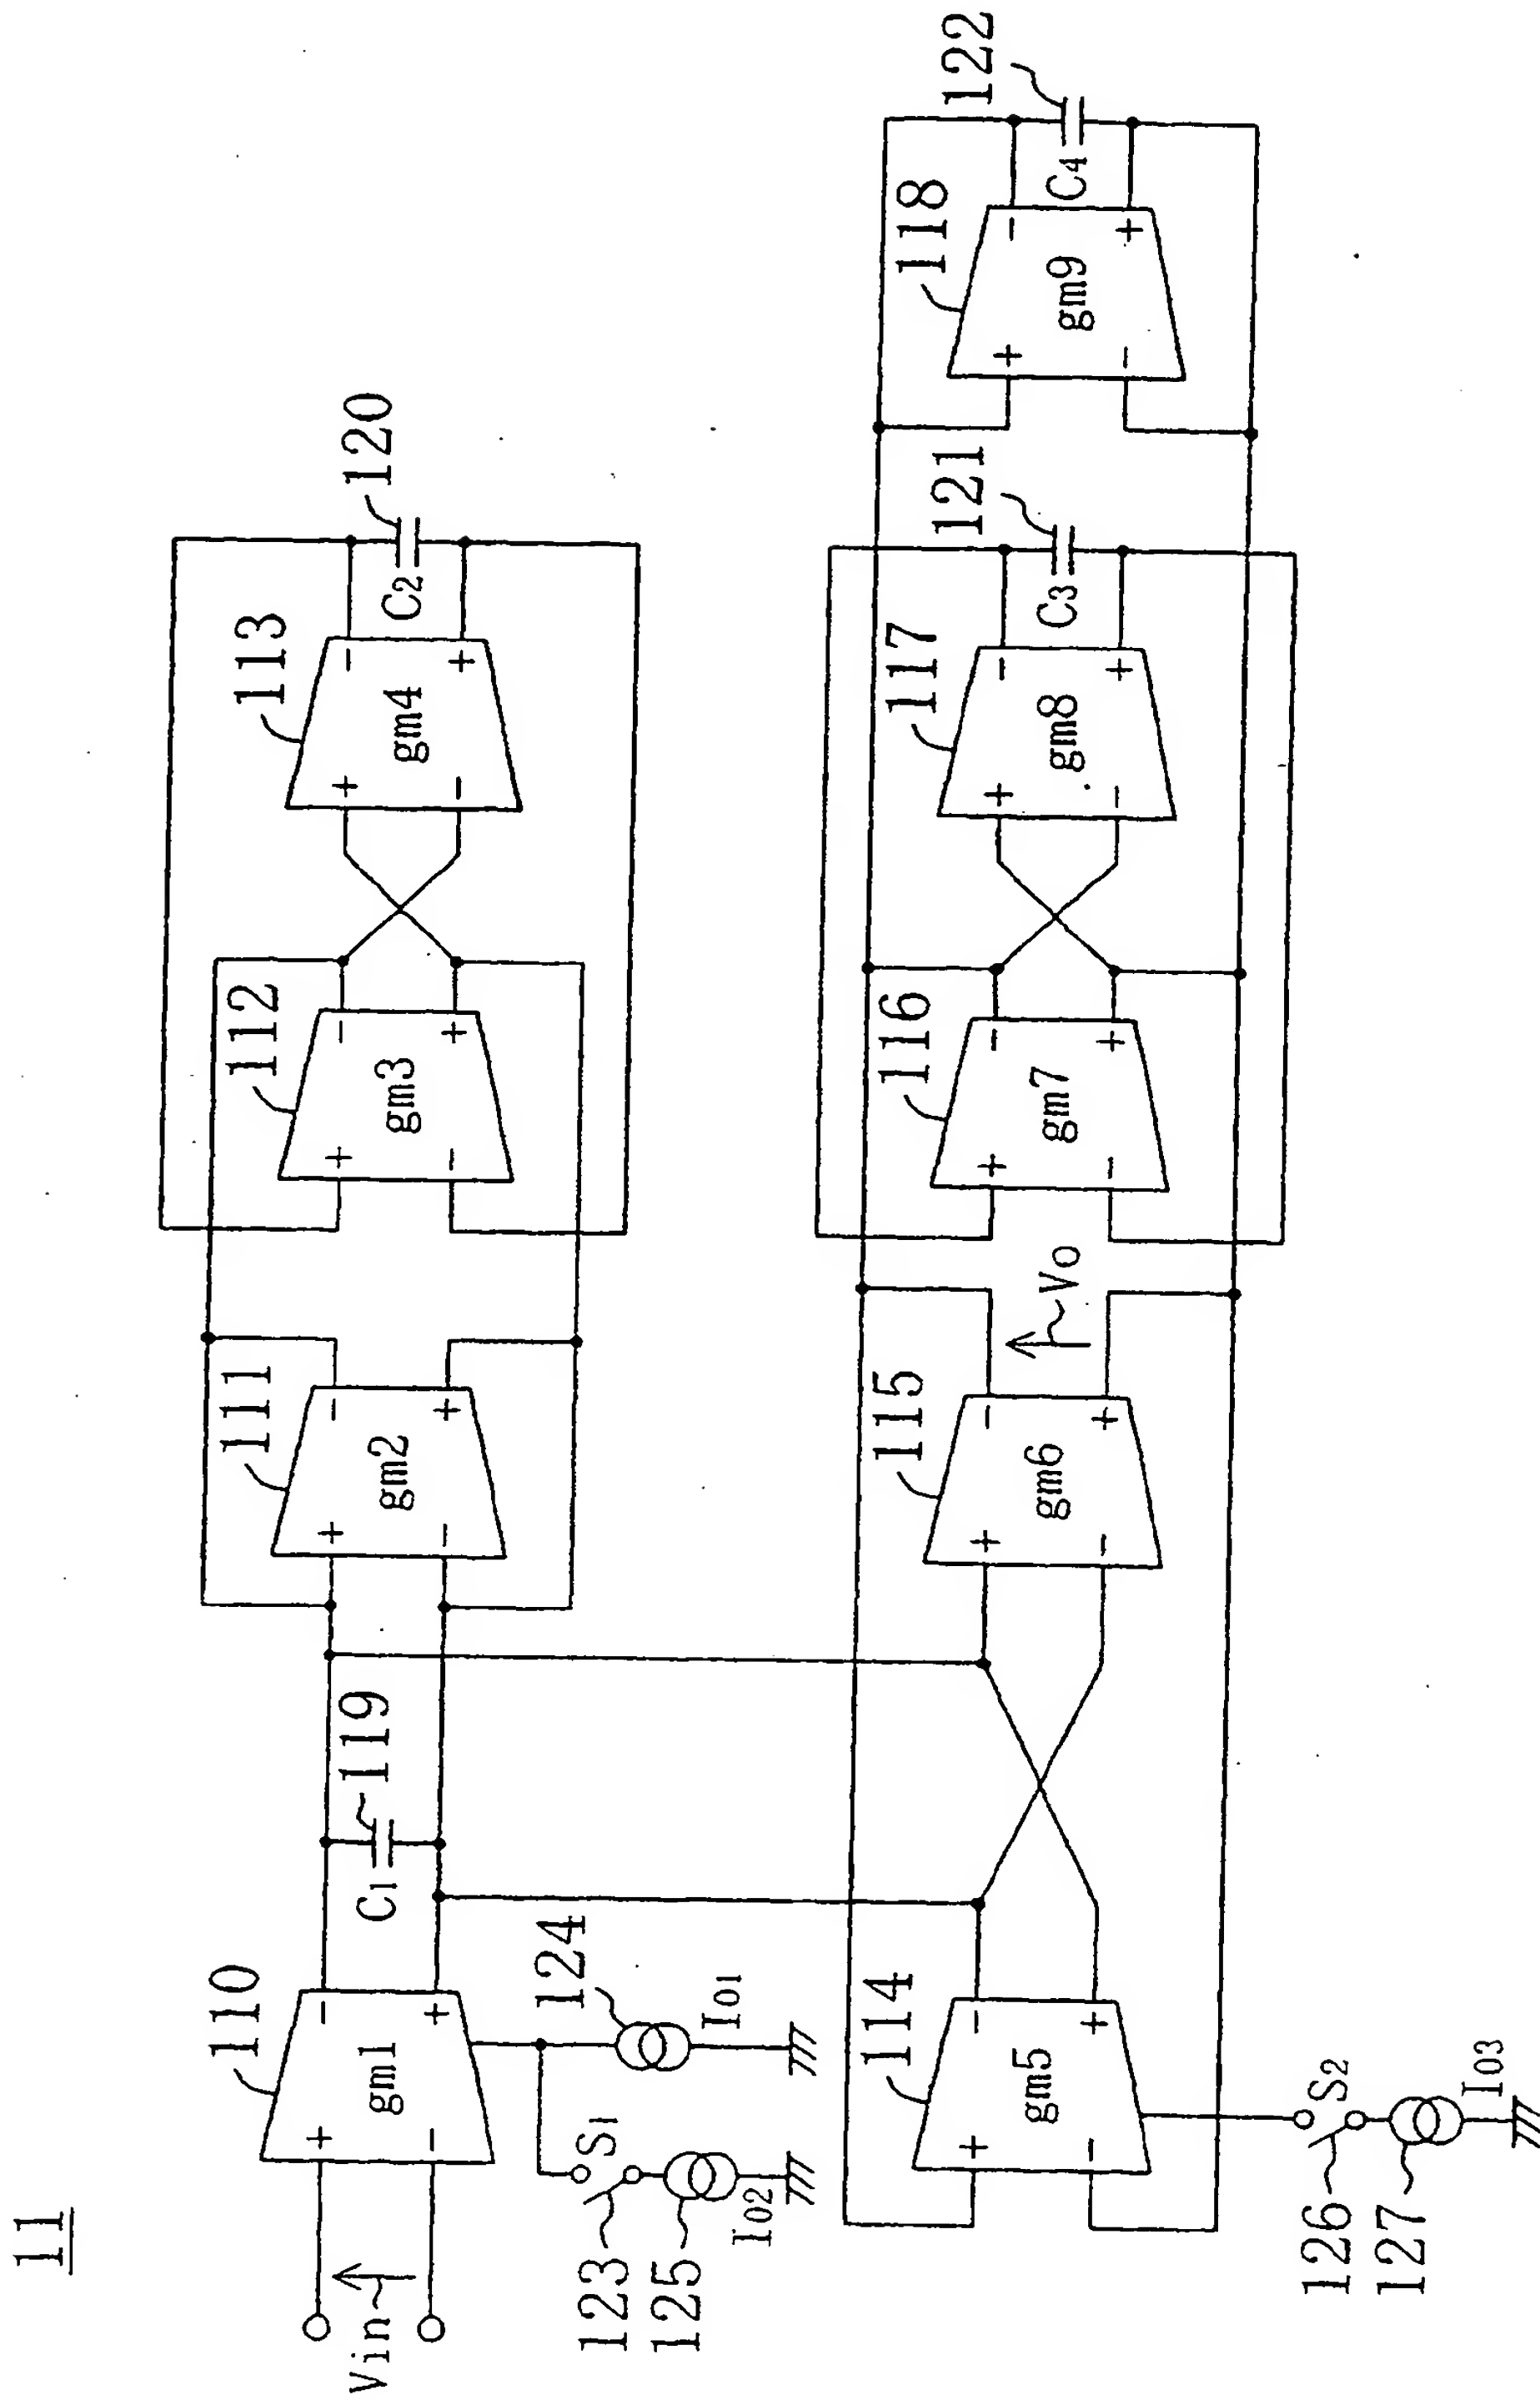 11
110
111
112
113
120
+ - gm1 - +
C1
119
+ - gm2 - +
+ - gm3 - +
+ - gm4 - +
C2
Vin
123
125
S1
I02
124
I01
114
115
116
117
121
118
122
+ - gm5 - +
+ - gm6 - +
Vo
+ - gm7 - +
+ - gm8 - +
C3
+ - gm9 - +
C4
126
127
S2
I03